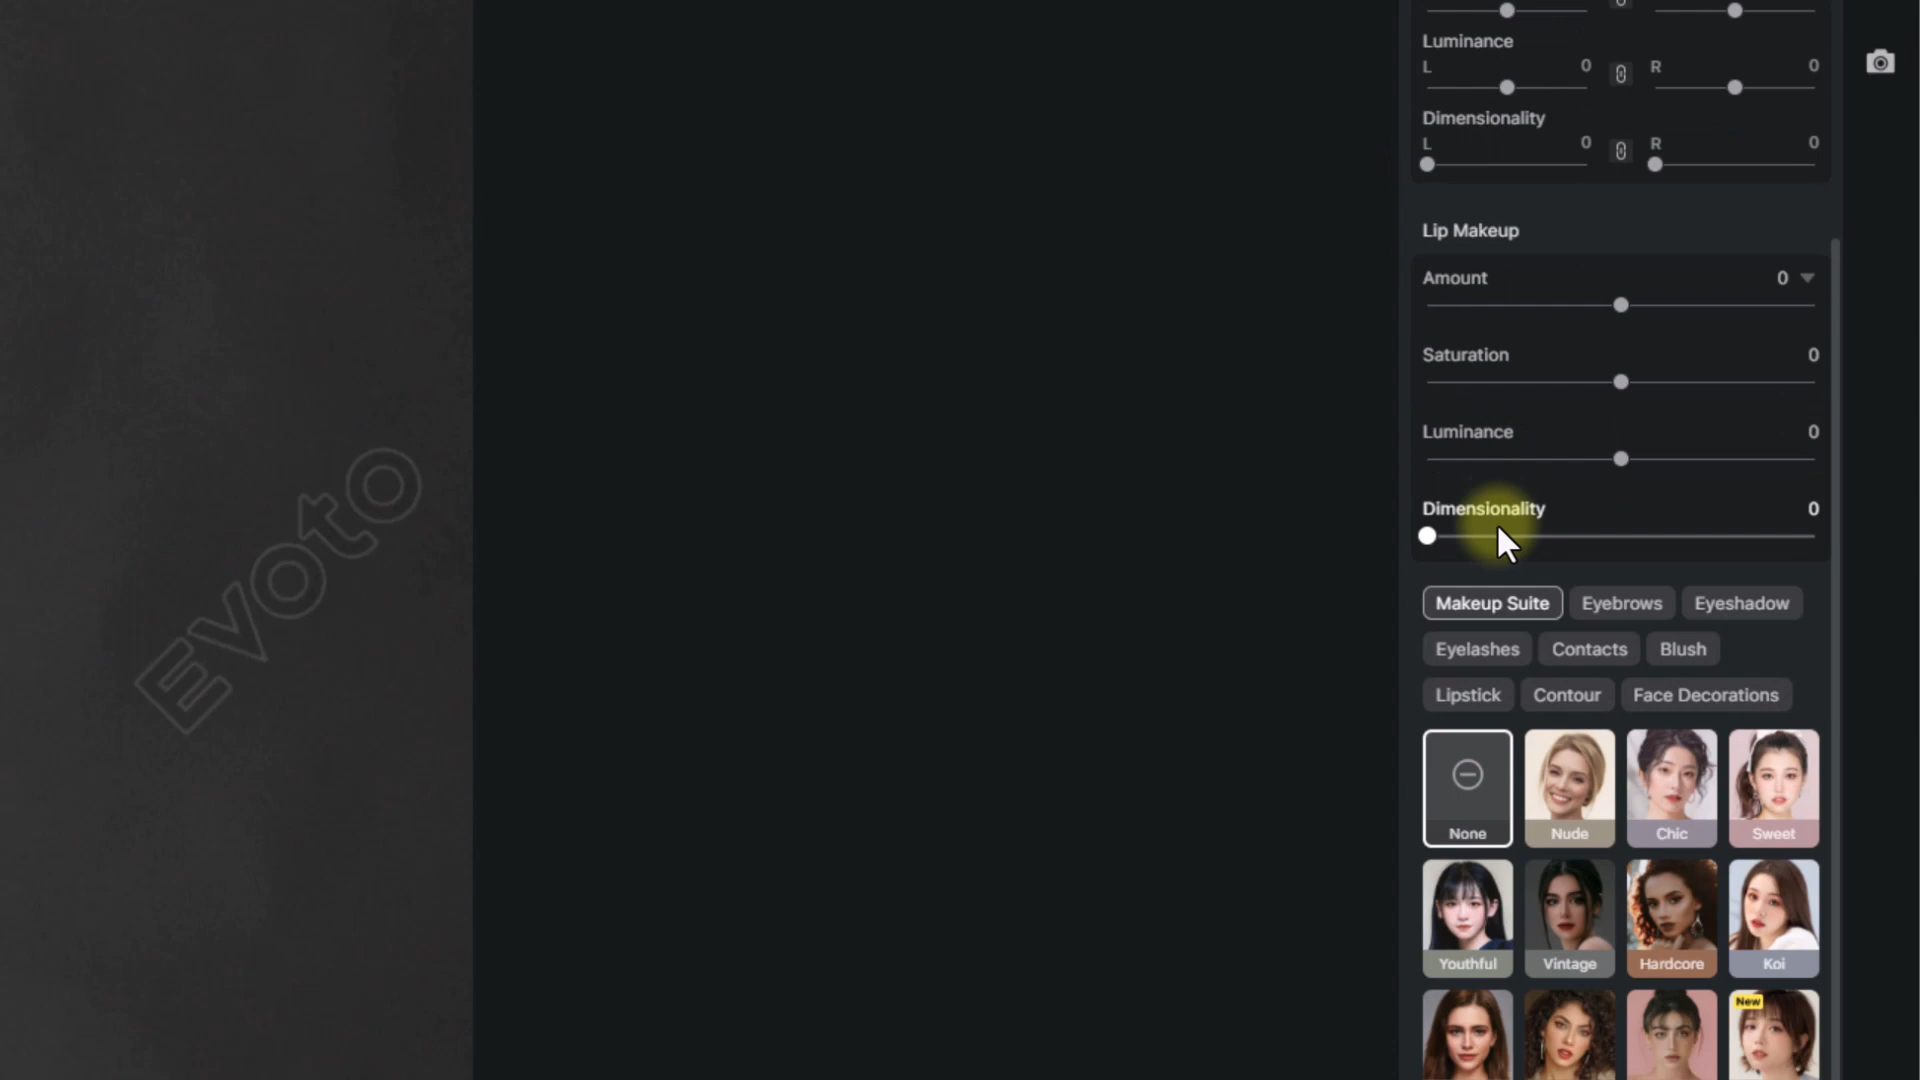 Luminance
L 0 R 0
Dimensionality
L 0 R 0
Lip Makeup
Amount 0
Saturation 0
Luminance 0
Dimensionality 0
Makeup Suite Eyebrows Eyeshadow
Eyelashes Contacts Blush
Lipstick Contour Face Decorations
None Nude Chic Sweet
Youthful Vintage Hardcore Koi
New
Evoto